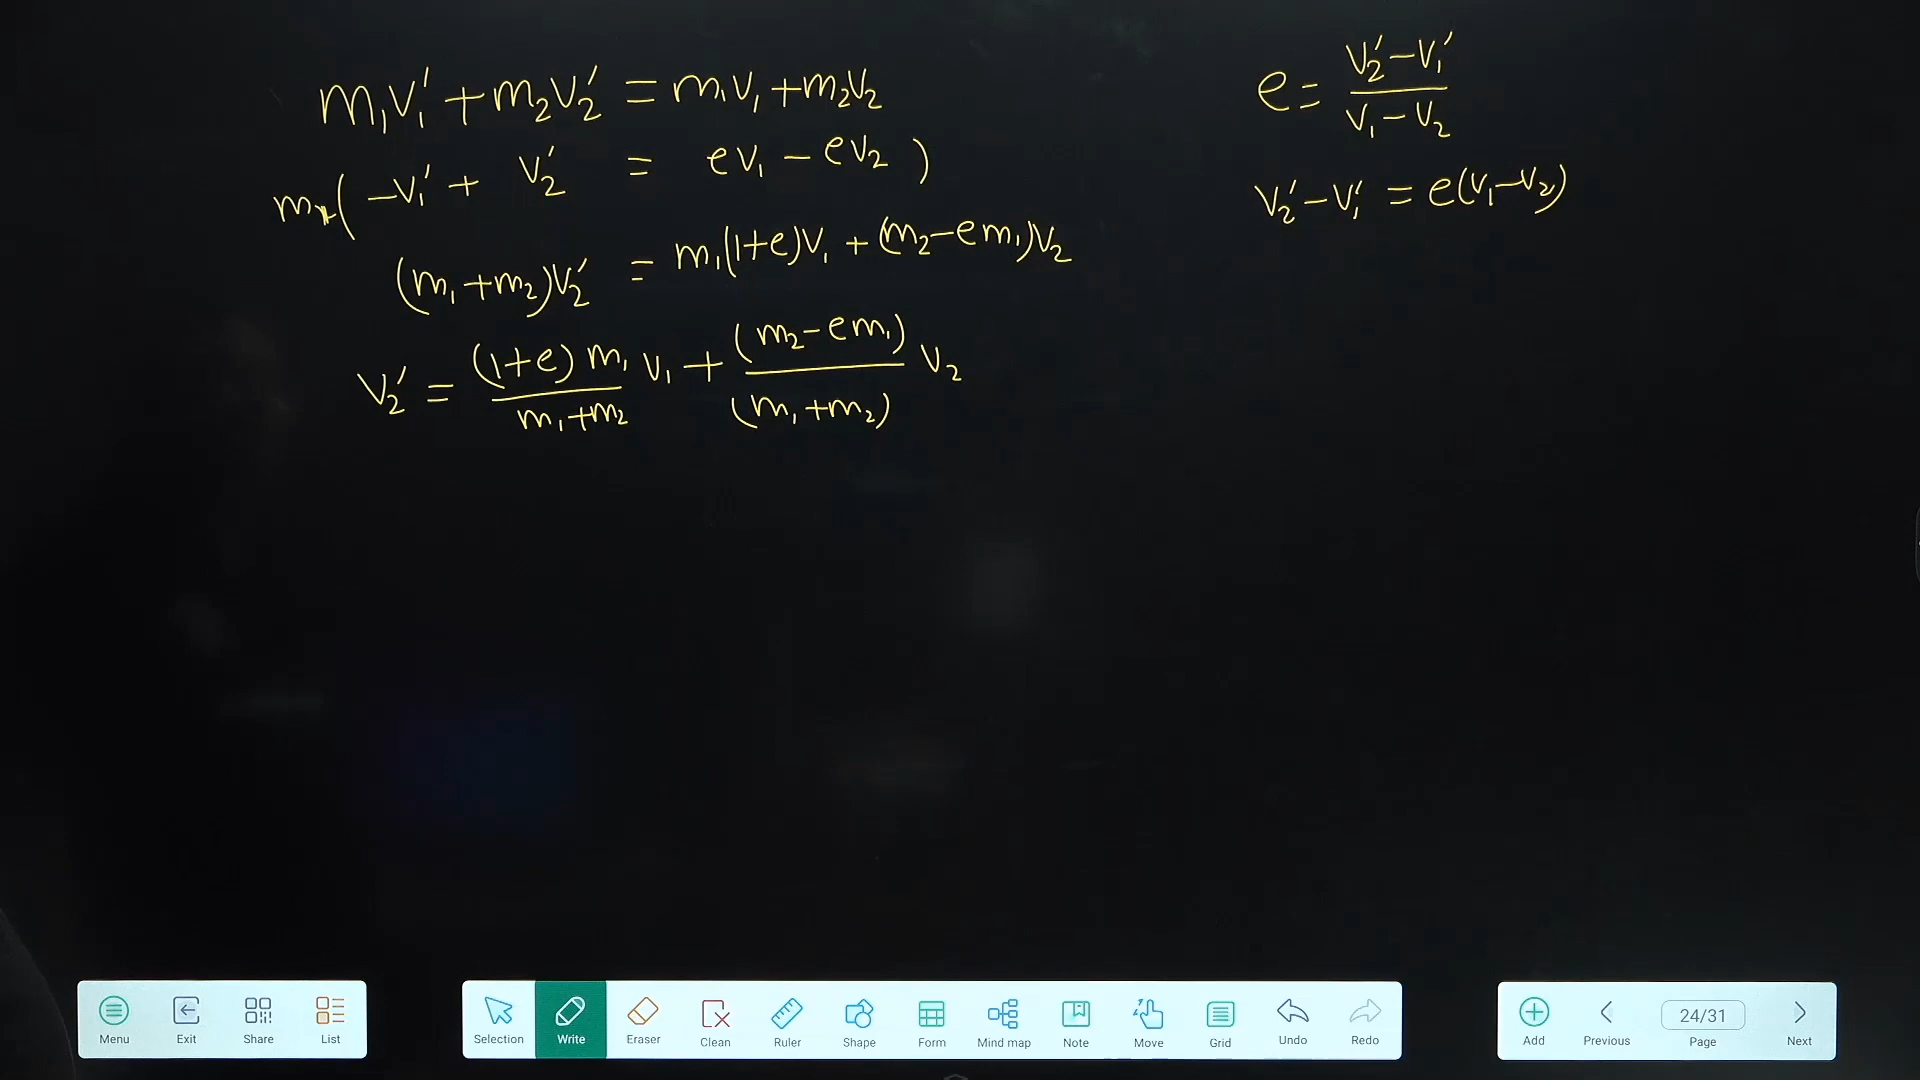 m₁v₁′ + m₂v₂′ = m₁v₁ + m₂v₂
m₁( −v₁′ + v₂′ = ev₁ − ev₂ )
(m₁+m₂)v₂′ = m₁(1+e)v₁ + (m₂−em₁)v₂
v₂′ = (1+e)m₁/(m₁+m₂) v₁ + (m₂−em₁)/(m₁+m₂) v₂
e = (v₂′−v₁′)/(v₁−v₂)
v₂′−v₁′ = e(v₁−v₂)
Menu Exit Share List
Selection Write Eraser Clean Ruler Shape Form Mind map Note Move Grid Undo Redo
Add Previous 24/31 Page Next